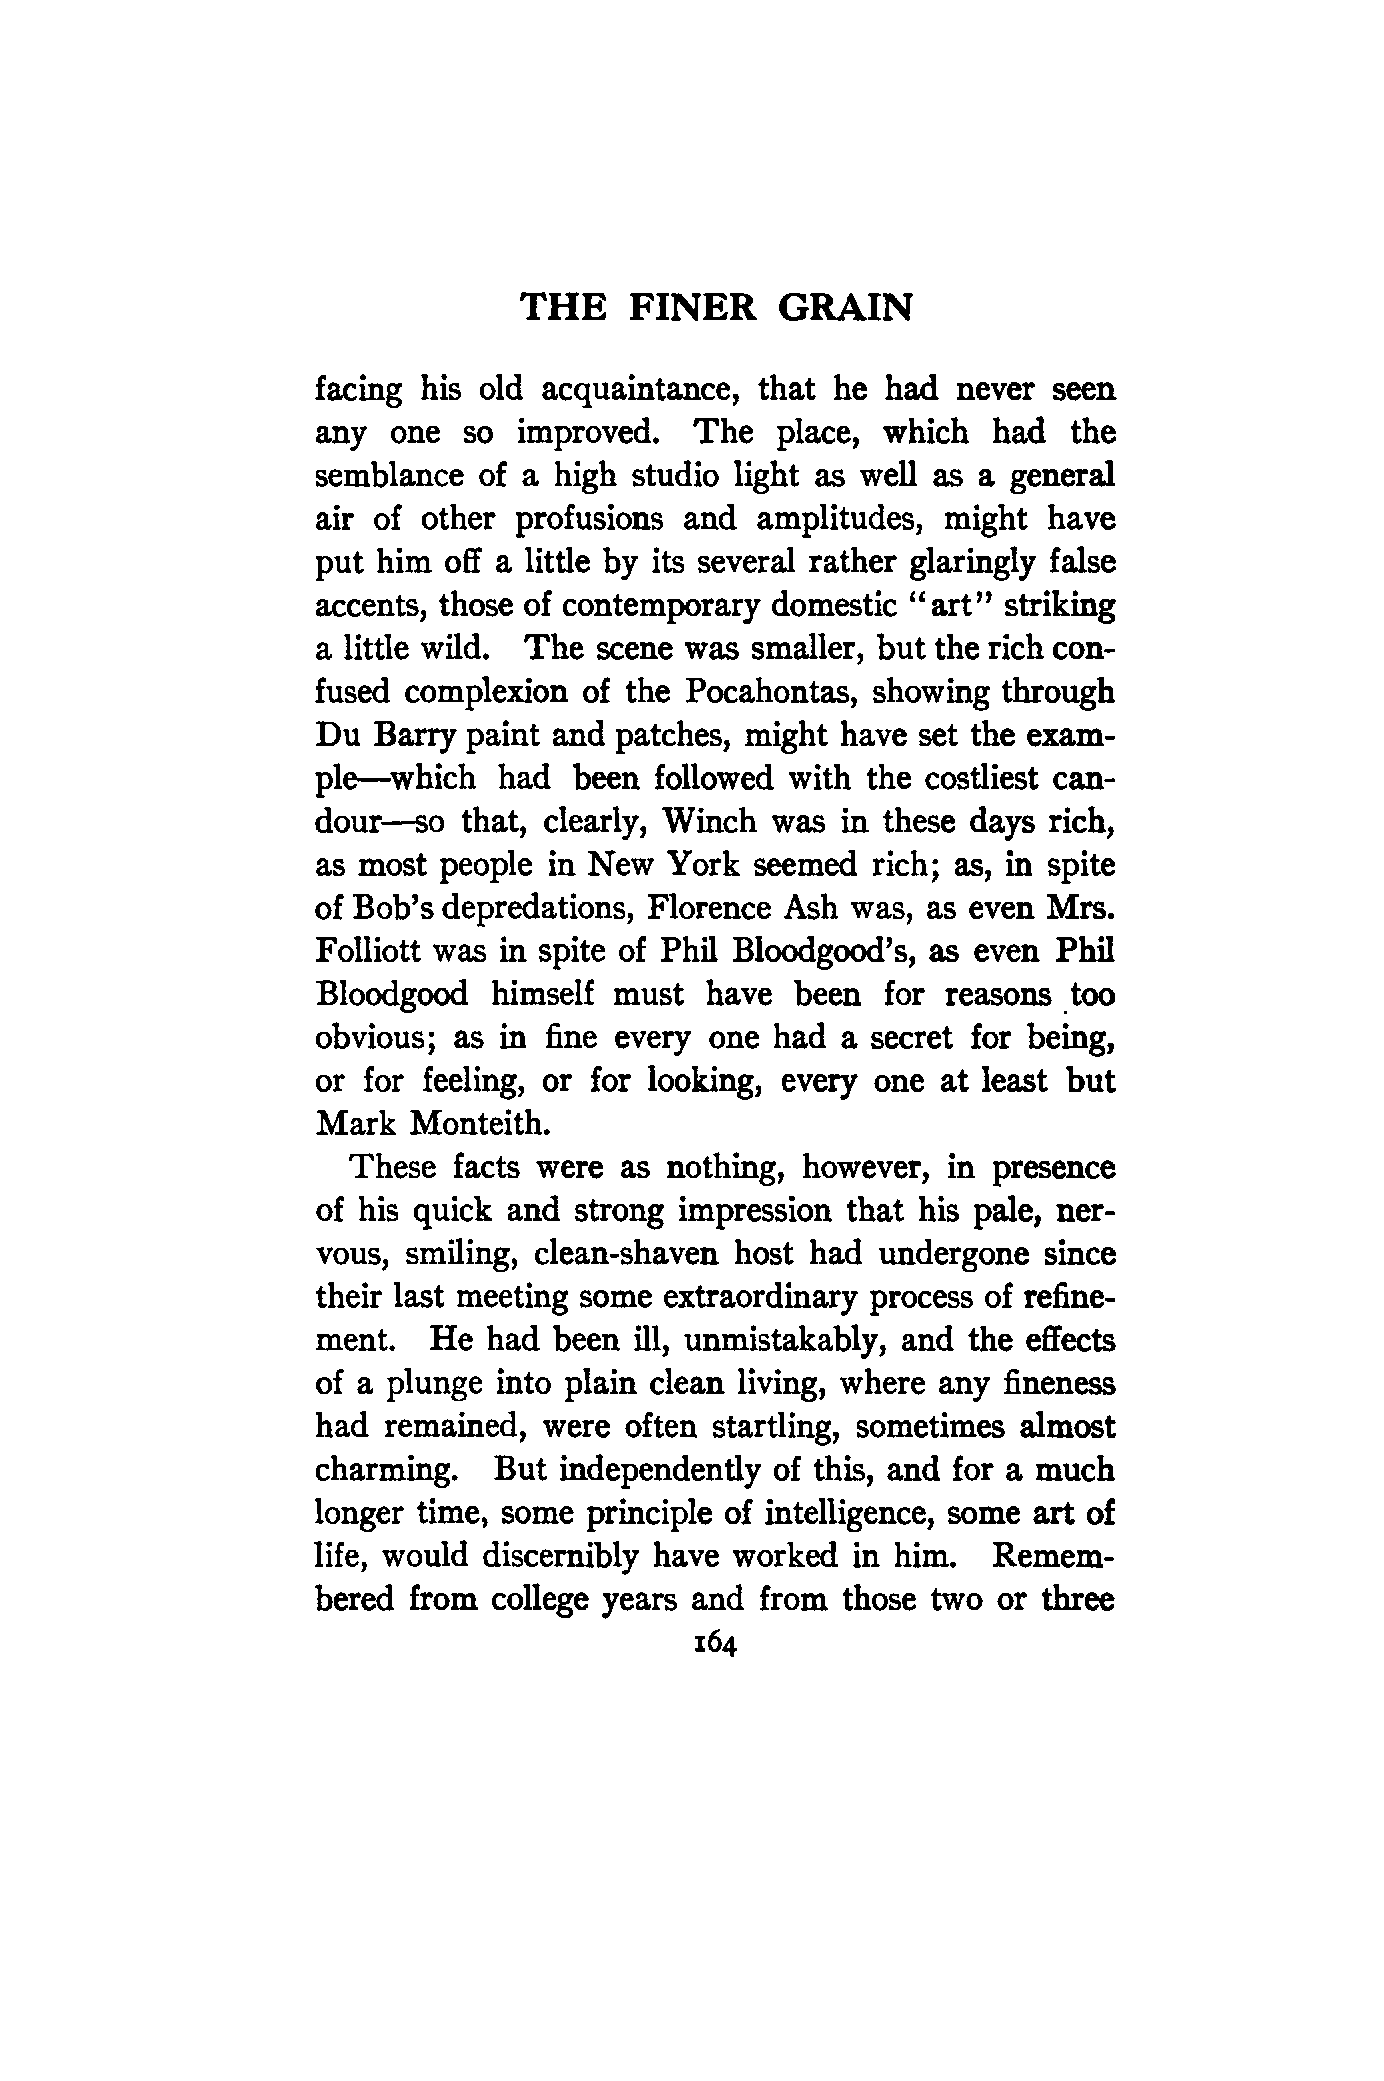 THE FINER GRAIN
facing his old acquaintance, that he had never seen
any one so improved. The place, which had the
semblance of a high studio light as well as a general
air of other profusions and amplitudes, might have
put him off a little by its several rather glaringly false
accents, those of contemporary domestic “art” striking
a little wild. The scene was smaller, but the rich con-
fused complexion of the Pocahontas, showing through
Du Barry paint and patches, might have set the exam-
ple—which had been followed with the costliest can-
dour—so that, clearly, Winch was in these days rich,
as most people in New York seemed rich; as, in spite
of Bob's depredations, Florence Ash was, as even Mrs.
Folliott was in spite of Phil Bloodgood's, as even Phil
Bloodgood himself must have been for reasons too
obvious; as in fine every one had a secret for being,
or for feeling, or for looking, every one at least but
Mark Monteith.
These facts were as nothing, however, in presence
of his quick and strong impression that his pale, ner-
vous, smiling, clean-shaven host had undergone since
their last meeting some extraordinary process of refine-
ment. He had been ill, unmistakably, and the effects
of a plunge into plain clean living, where any fineness
had remained, were often startling, sometimes almost
charming. But independently of this, and for a much
longer time, some principle of intelligence, some art of
life, would discernibly have worked in him. Remem-
bered from college years and from those two or three
164